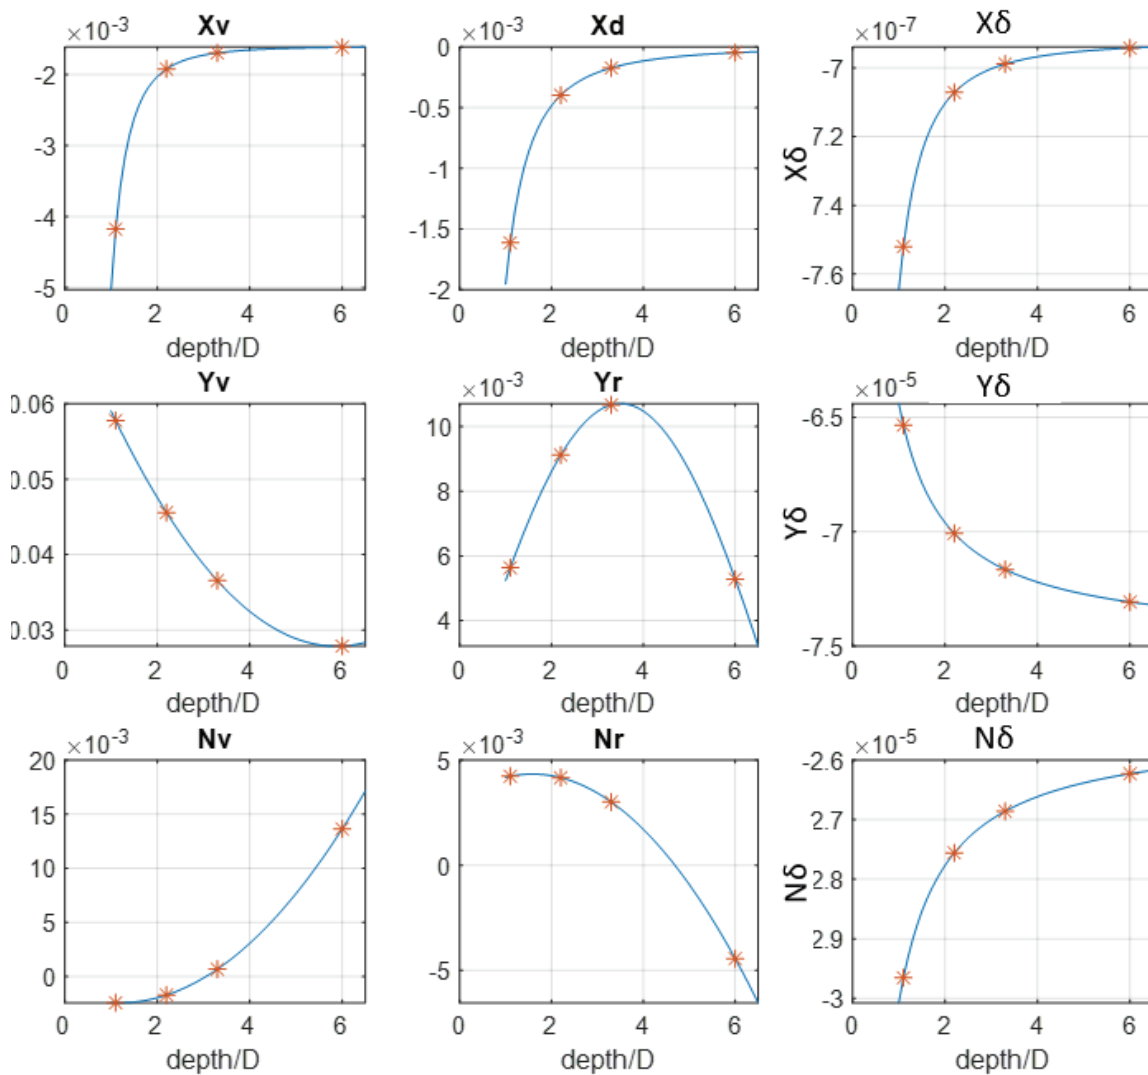 ×10⁻³ Xv
-2
-3
-4
-5
0 2 4 6
depth/D
×10⁻³ Xd
0
-0.5
-1
-1.5
-2
0 2 4 6
depth/D
×10⁻⁷ Xδ
-7
7.2
7.4
-7.6
Xδ
0 2 4 6
depth/D
Yv
0.06
0.05
0.04
0.03
0 2 4 6
depth/D
×10⁻³ Yr
10
8
6
4
0 2 4 6
depth/D
×10⁻⁵ Yδ
-6.5
-7
-7.5
Yδ
0 2 4 6
depth/D
×10⁻³ Nv
20
15
10
5
0
0 2 4 6
depth/D
×10⁻³ Nr
5
0
-5
0 2 4 6
depth/D
×10⁻⁵ Nδ
-2.6
-2.7
2.8
2.9
-3
Nδ
0 2 4 6
depth/D